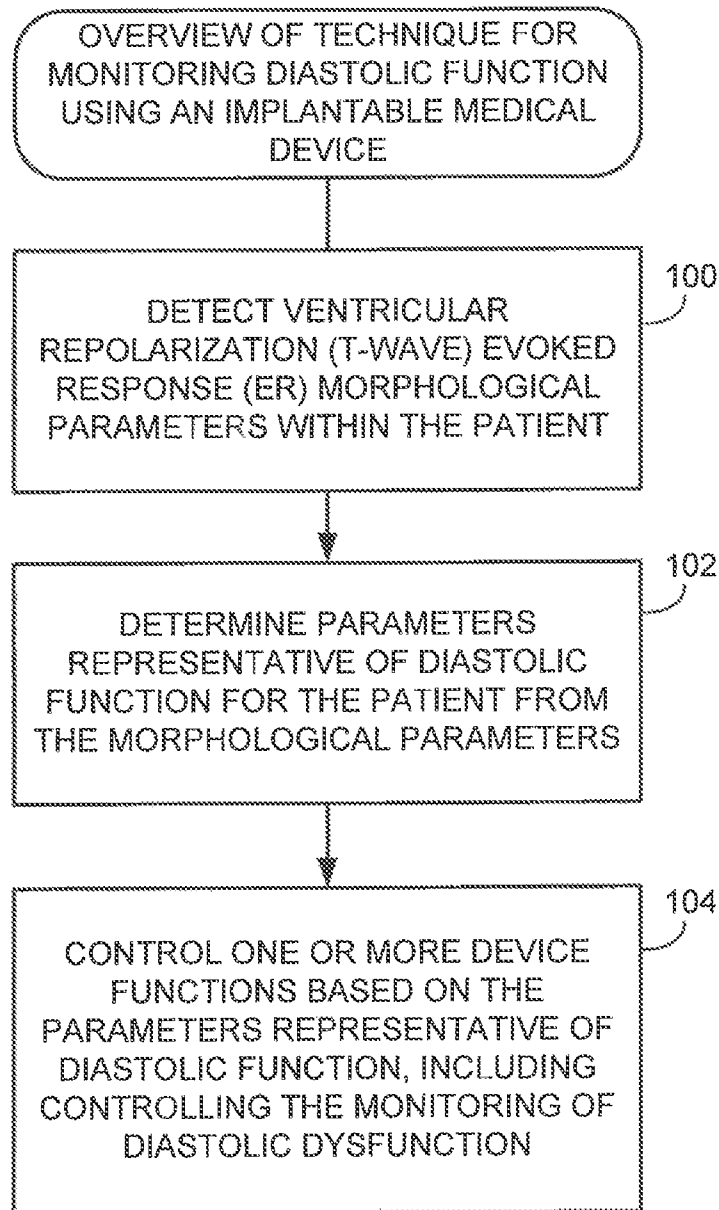 OVERVIEW OF TECHNIQUE FOR
MONITORING DIASTOLIC FUNCTION
USING AN IMPLANTABLE MEDICAL
DEVICE
100
DETECT VENTRICULAR
REPOLARIZATION (T-WAVE) EVOKED
RESPONSE (ER) MORPHOLOGICAL
PARAMETERS WITHIN THE PATIENT
102
DETERMINE PARAMETERS
REPRESENTATIVE OF DIASTOLIC
FUNCTION FOR THE PATIENT FROM
THE MORPHOLOGICAL PARAMETERS
104
CONTROL ONE OR MORE DEVICE
FUNCTIONS BASED ON THE
PARAMETERS REPRESENTATIVE OF
DIASTOLIC FUNCTION, INCLUDING
CONTROLLING THE MONITORING OF
DIASTOLIC DYSFUNCTION